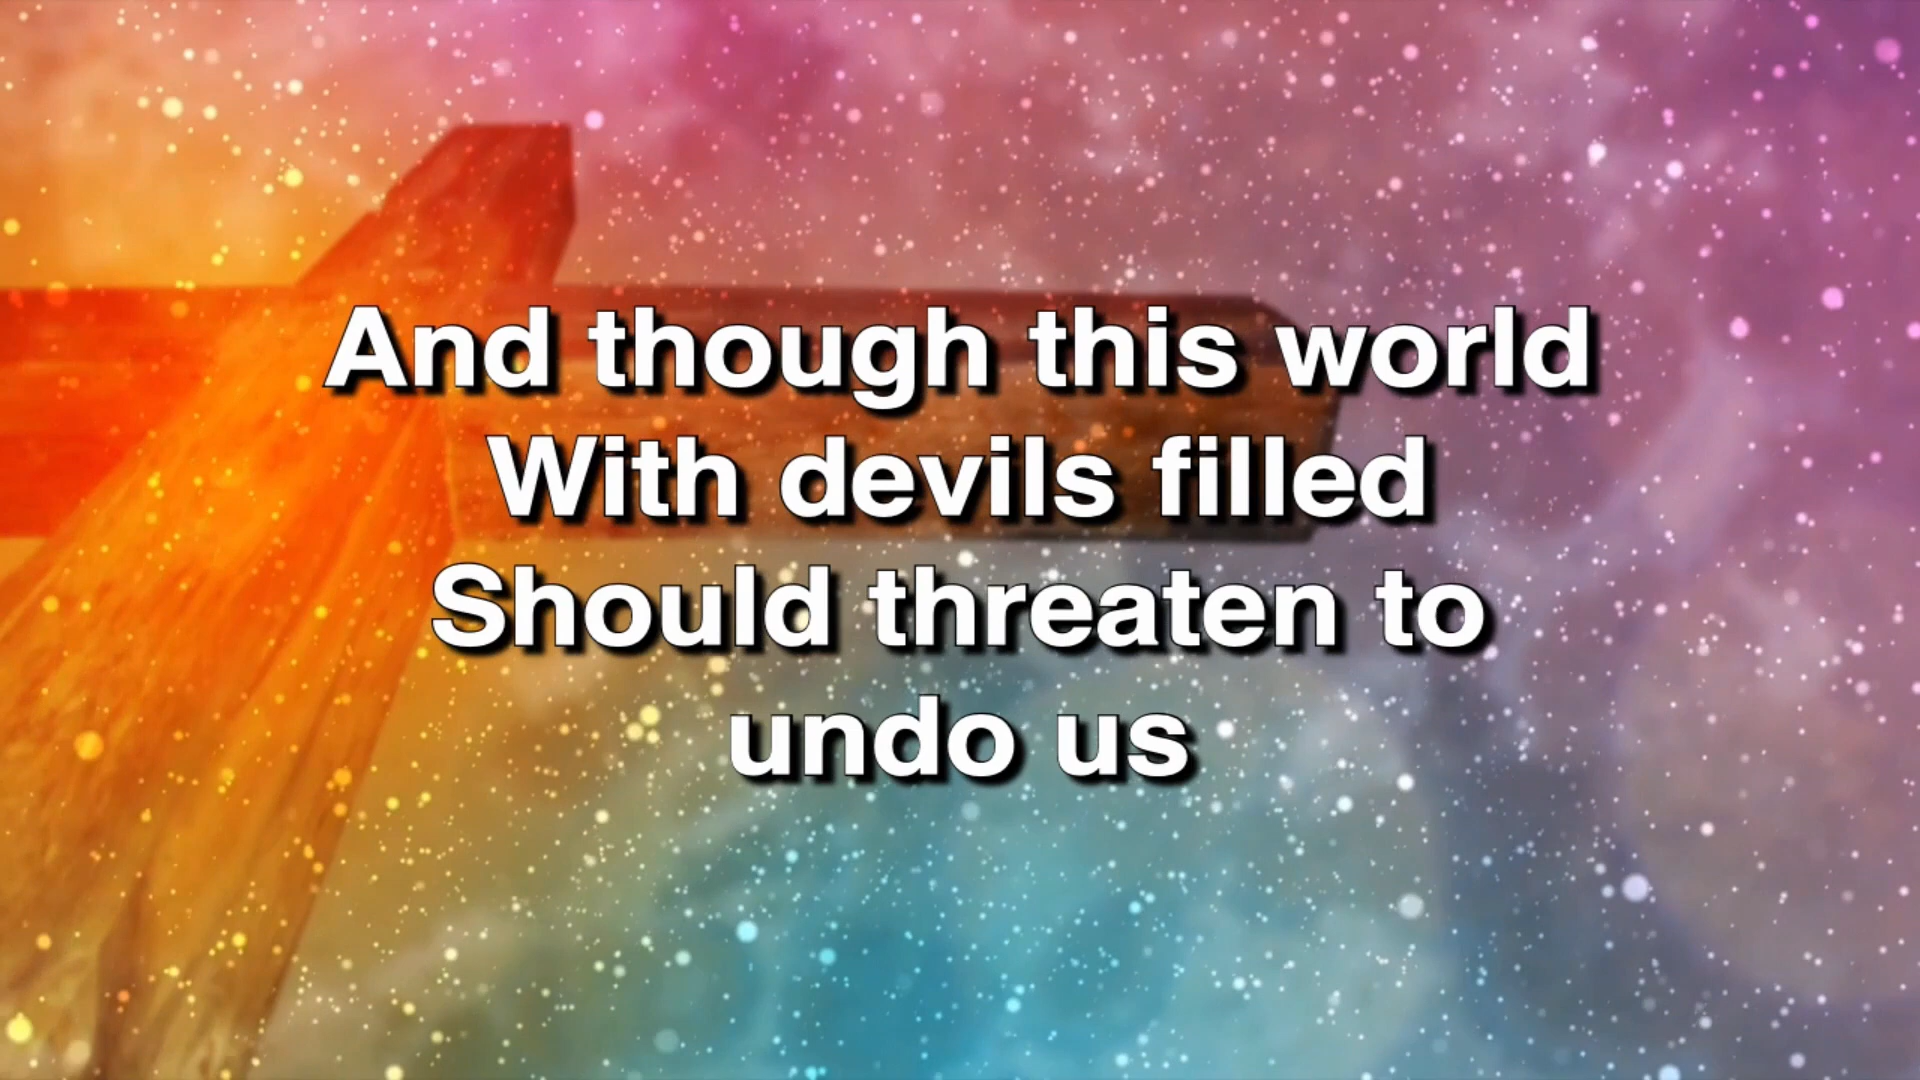 And though this world
With devils filled
Should threaten to
undo us